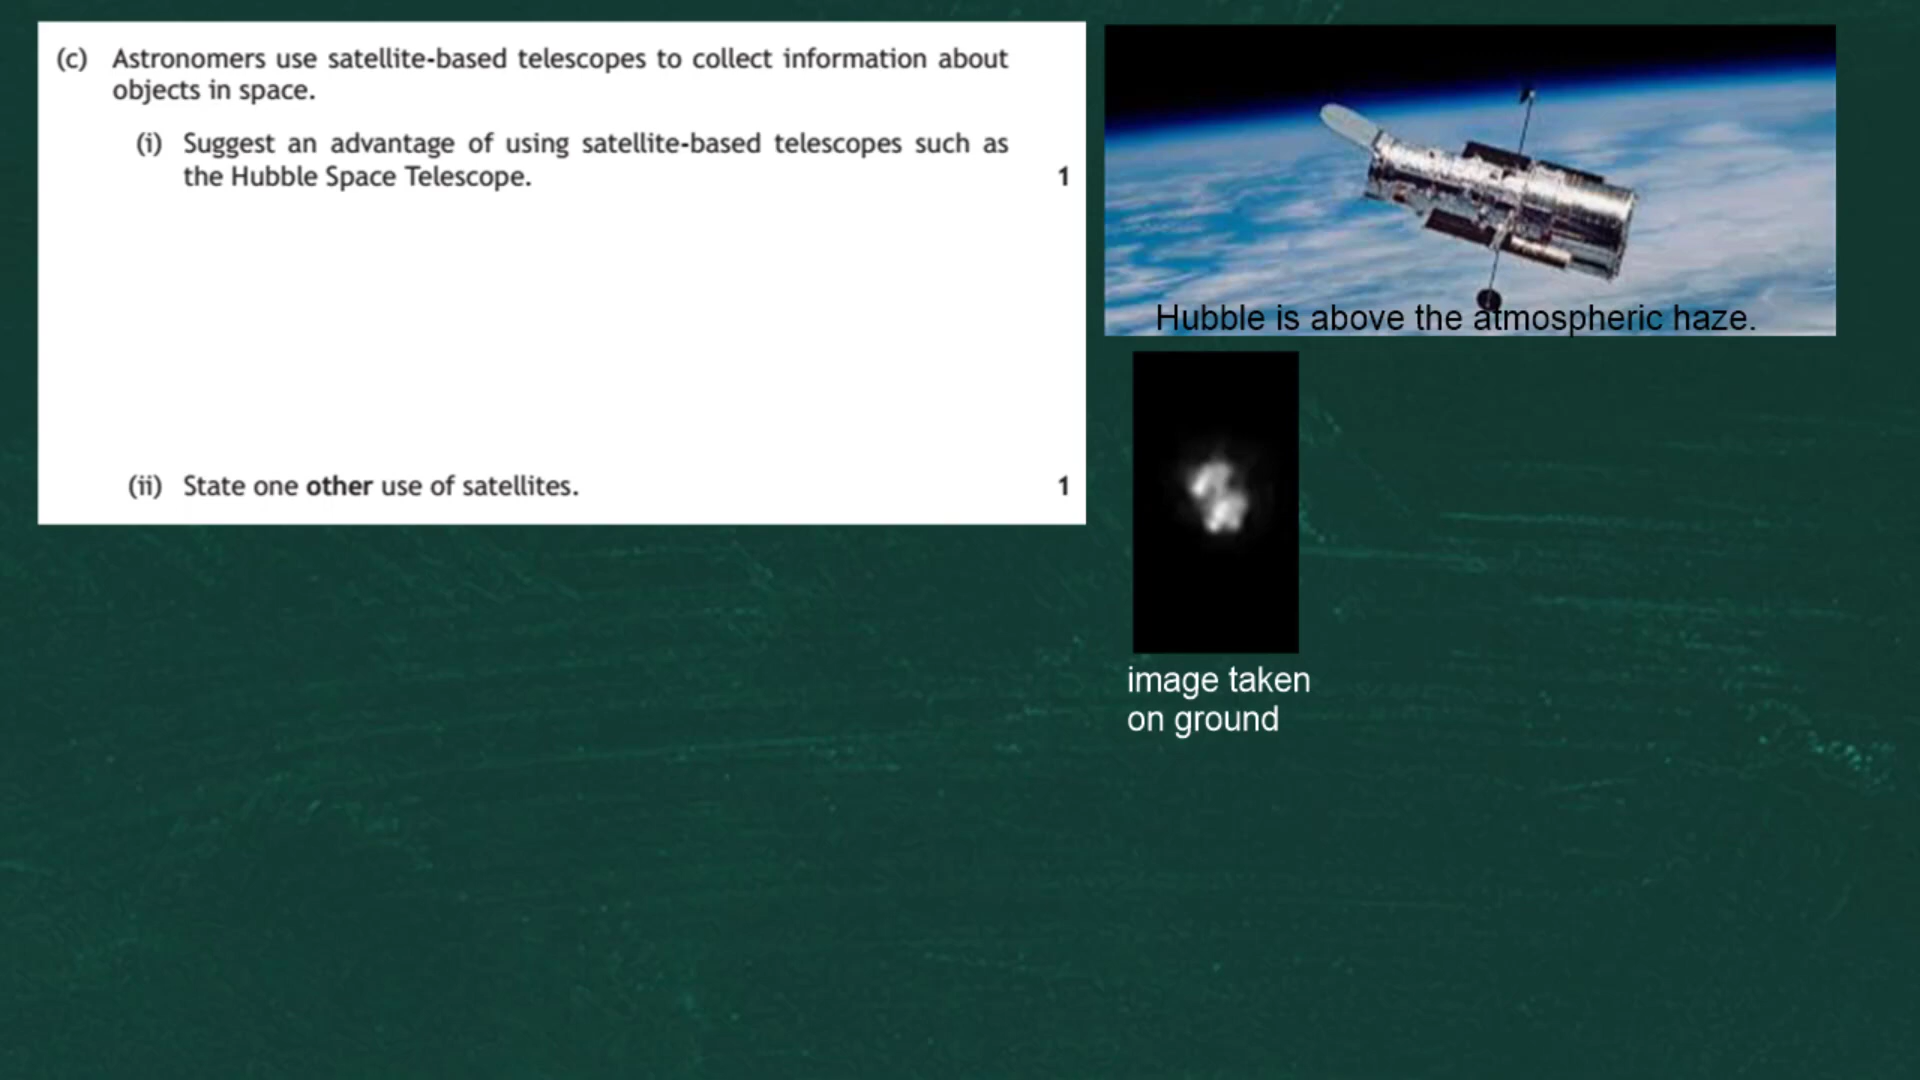 (c) Astronomers use satellite-based telescopes to collect information about
objects in space.
(i) Suggest an advantage of using satellite-based telescopes such as
the Hubble Space Telescope. 1
(ii) State one other use of satellites. 1
Hubble is above the atmospheric haze.
image taken
on ground